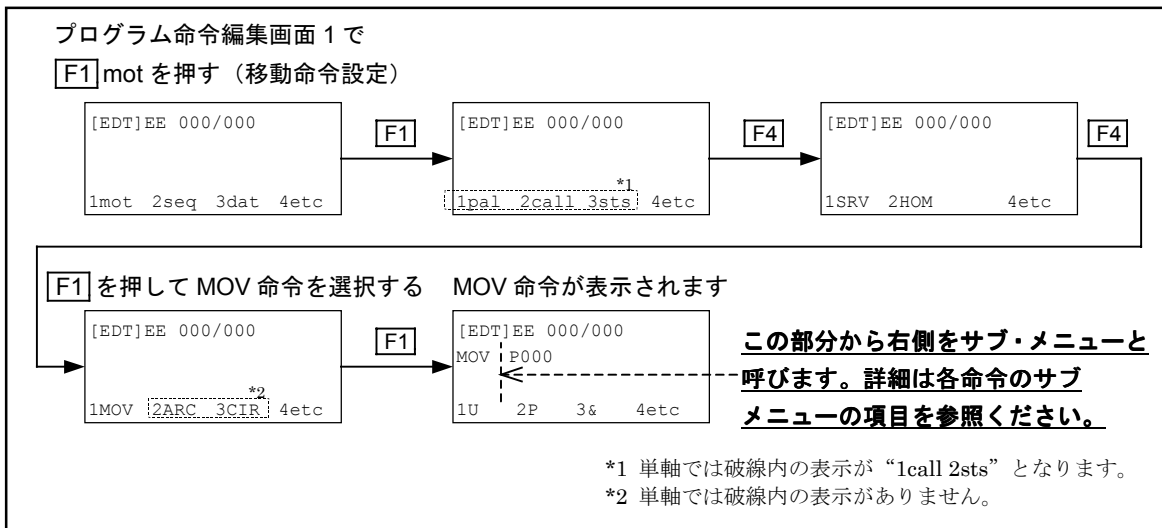 プログラム命令編集画面 1 で
F1 mot を押す（移動命令設定）
[EDT]EE 000/000
1mot 2seq 3dat 4etc
F1
[EDT]EE 000/000
*1
1pal 2call 3sts 4etc
F4
[EDT]EE 000/000
1SRV 2HOM 4etc
F4
F1 を押して MOV 命令を選択する
[EDT]EE 000/000
*2
1MOV 2ARC 3CIR 4etc
F1
MOV 命令が表示されます
[EDT]EE 000/000
MOV P000
1U 2P 3& 4etc
この部分から右側をサブ・メニューと
呼びます。詳細は各命令のサブ
メニューの項目を参照ください。
*1 単軸では破線内の表示が“1call 2sts”となります。
*2 単軸では破線内の表示がありません。